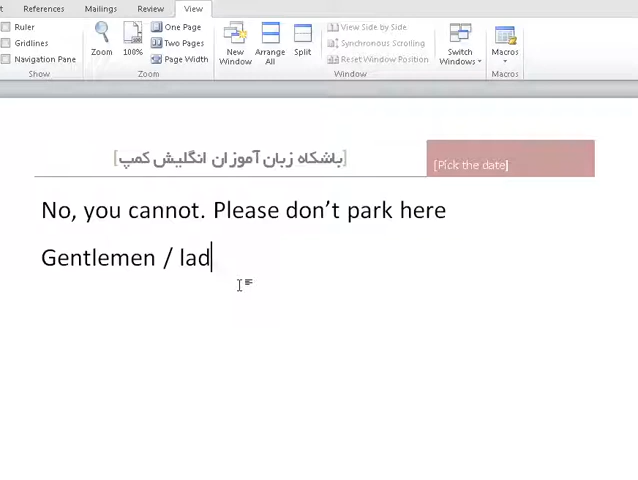 References Mailings Review View
Ruler
Gridlines
Navigation Pane
Show
Zoom
100%
One Page
Two Pages
Page Width
Zoom
New Window
Arrange All
Split
View Side by Side
Synchronous Scrolling
Reset Window Position
Window
Switch Windows
Macros
Macros
[باشگاه زبان آموزان انگلیش کمپ]
[Pick the date]
No, you cannot. Please don’t park here
Gentlemen / lad